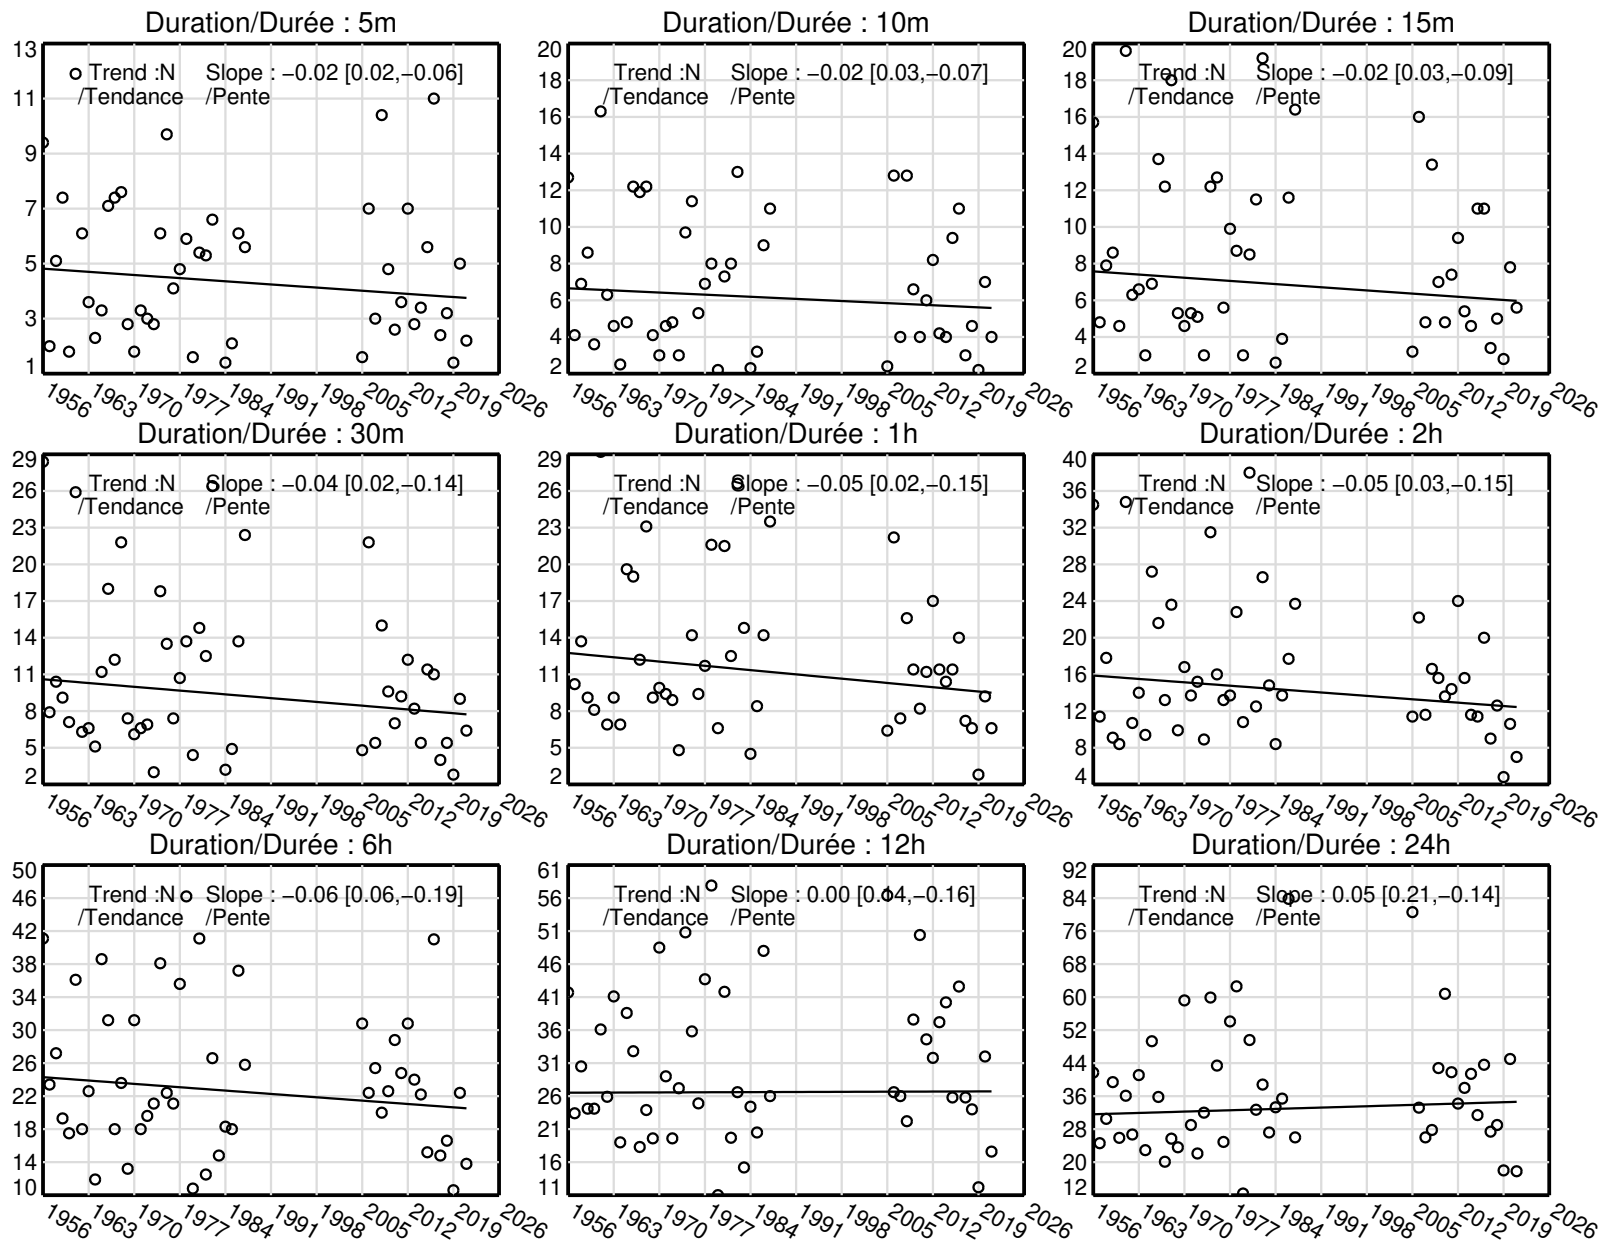 Duration/Durée : 5m
13
11
9
7
5
3
1
Trend :N Slope : −0.02 [0.02,−0.06]
/Tendance /Pente
1956 1963 1970 1977 1984 1991 1998 2005 2012 2019 2026
Duration/Durée : 10m
20
18
16
14
12
10
8
6
4
2
Trend :N Slope : −0.02 [0.03,−0.07]
/Tendance /Pente
1956 1963 1970 1977 1984 1991 1998 2005 2012 2019 2026
Duration/Durée : 15m
20
18
16
14
12
10
8
6
4
2
Trend :N Slope : −0.02 [0.03,−0.09]
/Tendance /Pente
1956 1963 1970 1977 1984 1991 1998 2005 2012 2019 2026
Duration/Durée : 30m
29
26
23
20
17
14
11
8
5
2
Trend :N Slope : −0.04 [0.02,−0.14]
/Tendance /Pente
1956 1963 1970 1977 1984 1991 1998 2005 2012 2019 2026
Duration/Durée : 1h
29
26
23
20
17
14
11
8
5
2
Trend :N Slope : −0.05 [0.02,−0.15]
/Tendance /Pente
1956 1963 1970 1977 1984 1991 1998 2005 2012 2019 2026
Duration/Durée : 2h
40
36
32
28
24
20
16
12
8
4
Trend :N Slope : −0.05 [0.03,−0.15]
/Tendance /Pente
1956 1963 1970 1977 1984 1991 1998 2005 2012 2019 2026
Duration/Durée : 6h
50
46
42
38
34
30
26
22
18
14
10
Trend :N Slope : −0.06 [0.06,−0.19]
/Tendance /Pente
1956 1963 1970 1977 1984 1991 1998 2005 2012 2019 2026
Duration/Durée : 12h
61
56
51
46
41
36
31
26
21
16
11
Trend :N Slope : 0.00 [0.14,−0.16]
/Tendance /Pente
1956 1963 1970 1977 1984 1991 1998 2005 2012 2019 2026
Duration/Durée : 24h
92
84
76
68
60
52
44
36
28
20
12
Trend :N Slope : 0.05 [0.21,−0.14]
/Tendance /Pente
1956 1963 1970 1977 1984 1991 1998 2005 2012 2019 2026